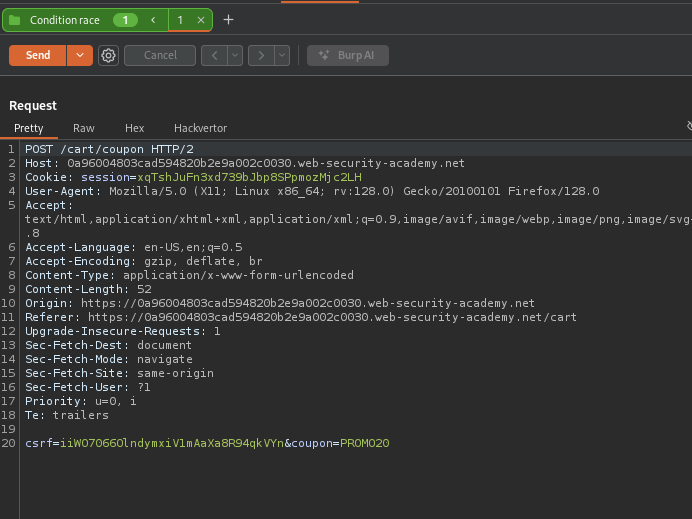 Condition race 1 < 1 × +
Send Cancel < > Burp AI
Request
Pretty Raw Hex Hackvertor
1 POST /cart/coupon HTTP/2
2 Host: 0a96004803cad594820b2e9a002c0030.web-security-academy.net
3 Cookie: session=xqTshJuFn3xd739bJbp8SPpmozMjc2LH
4 User-Agent: Mozilla/5.0 (X11; Linux x86_64; rv:128.0) Gecko/20100101 Firefox/128.0
5 Accept:
text/html,application/xhtml+xml,application/xml;q=0.9,image/avif,image/webp,image/png,image/svg
.8
6 Accept-Language: en-US,en;q=0.5
7 Accept-Encoding: gzip, deflate, br
8 Content-Type: application/x-www-form-urlencoded
9 Content-Length: 52
10 Origin: https://0a96004803cad594820b2e9a002c0030.web-security-academy.net
11 Referer: https://0a96004803cad594820b2e9a002c0030.web-security-academy.net/cart
12 Upgrade-Insecure-Requests: 1
13 Sec-Fetch-Dest: document
14 Sec-Fetch-Mode: navigate
15 Sec-Fetch-Site: same-origin
16 Sec-Fetch-User: ?1
17 Priority: u=0, i
18 Te: trailers
19
20 csrf=iiWO7066OlndymxiV1mAaXa8R94qkVYn&coupon=PROMO20